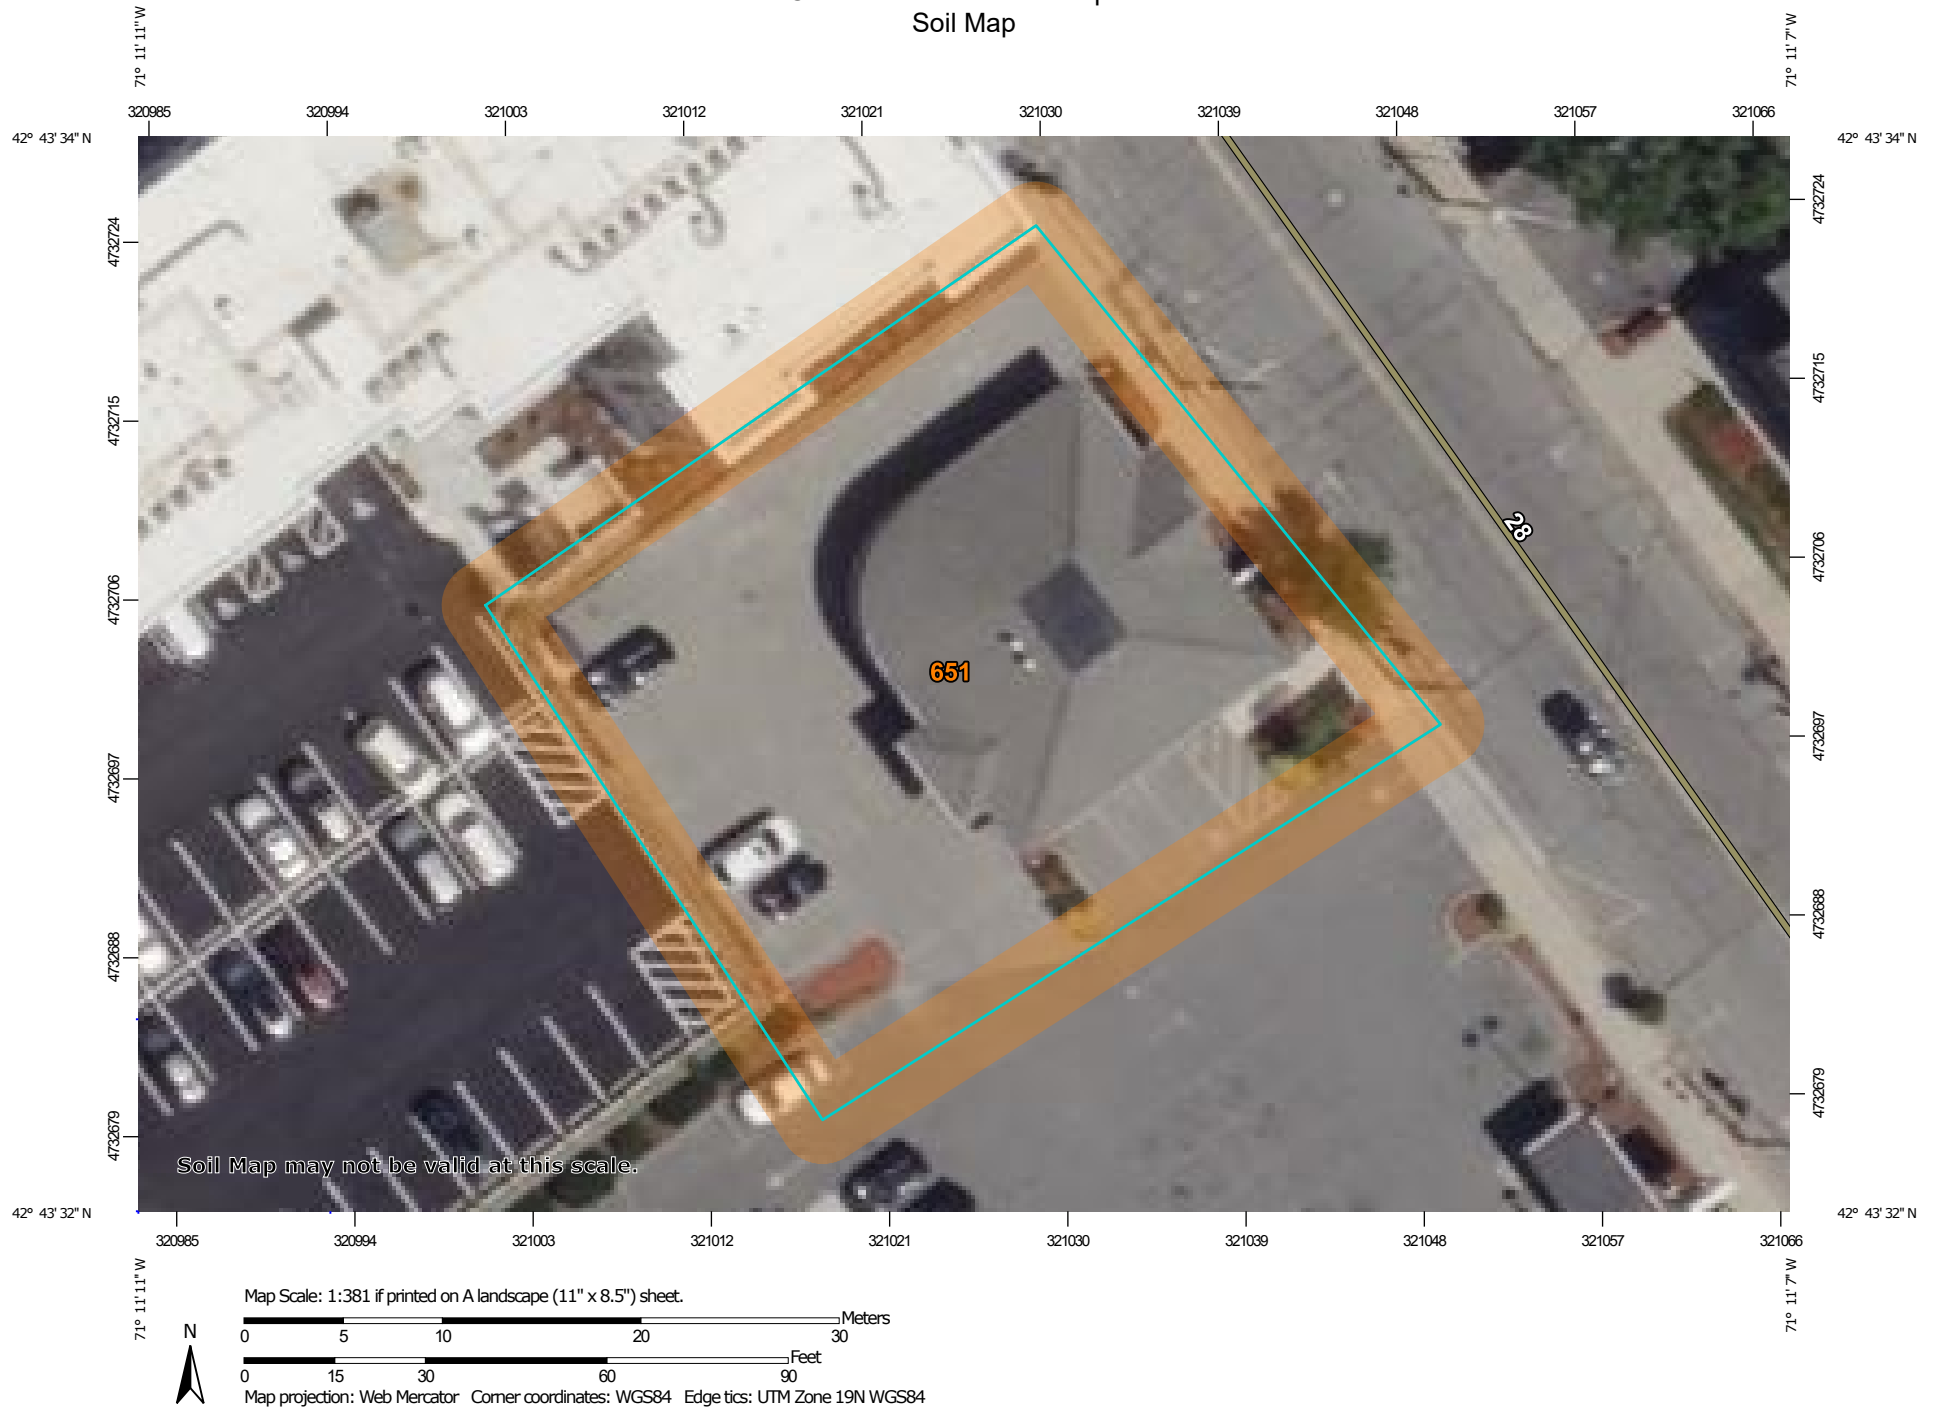 Soil Map
71° 11' 11" W
71° 11' 7" W
320985 320994 321003 321012 321021 321030 321039 321048 321057 321066
42° 43' 34" N
42° 43' 34" N
4732724
4732715
4732706
4732697
4732688
4732679
4732724
4732715
4732706
4732697
4732688
4732679
28
651
Soil Map may not be valid at this scale.
42° 43' 32" N
42° 43' 32" N
320985 320994 321003 321012 321021 321030 321039 321048 321057 321066
71° 11' 11" W
71° 11' 7" W
Map Scale: 1:381 if printed on A landscape (11" x 8.5") sheet.
Meters
0 5 10 20 30
N
Feet
0 15 30 60 90
Map projection: Web Mercator Corner coordinates: WGS84 Edge tics: UTM Zone 19N WGS84